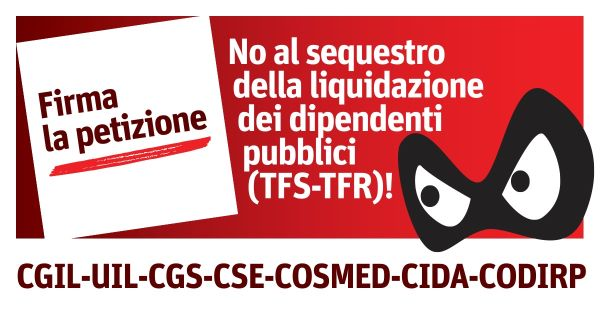 Firma
la petizione
No al sequestro
della liquidazione
dei dipendenti
pubblici
(TFS-TFR)!
CGIL-UIL-CGS-CSE-COSMED-CIDA-CODIRP